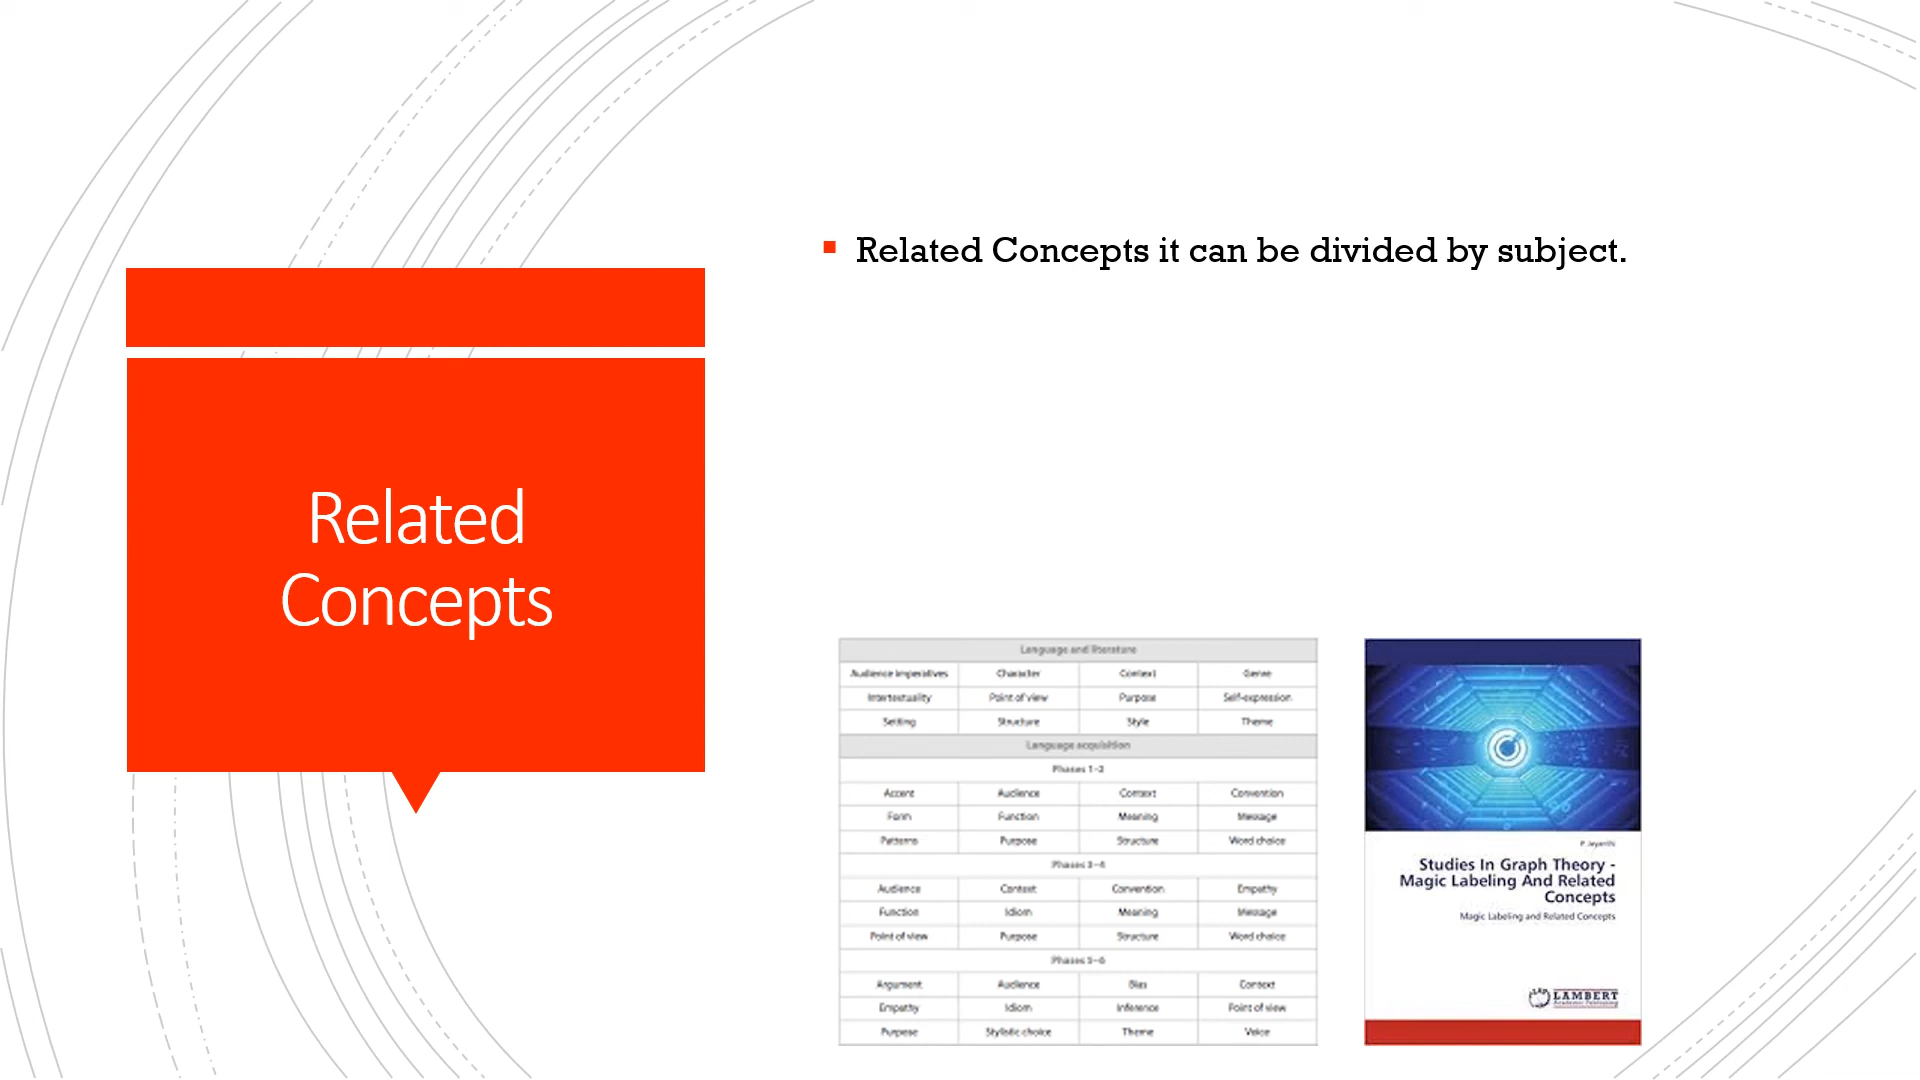 Related
Concepts
Related Concepts it can be divided by subject.
Language and literature
Audience imperatives Character Context Genre
Intertextuality Point of view Purpose Self-expression
Setting Structure Style Theme
Language acquisition
Phases 1–2
Accent Audience Context Convention
Form Function Meaning Message
Patterns Purpose Structure Word choice
Phases 3–4
Audience Context Convention Empathy
Function Idiom Meaning Message
Point of view Purpose Structure Word choice
Phases 5–6
Argument Audience Bias Context
Empathy Idiom Inference Point of view
Purpose Stylistic choice Theme Voice
Studies In Graph Theory -
Magic Labeling And Related
Concepts
Magic Labeling and Related Concepts
LAMBERT
Academic Publishing